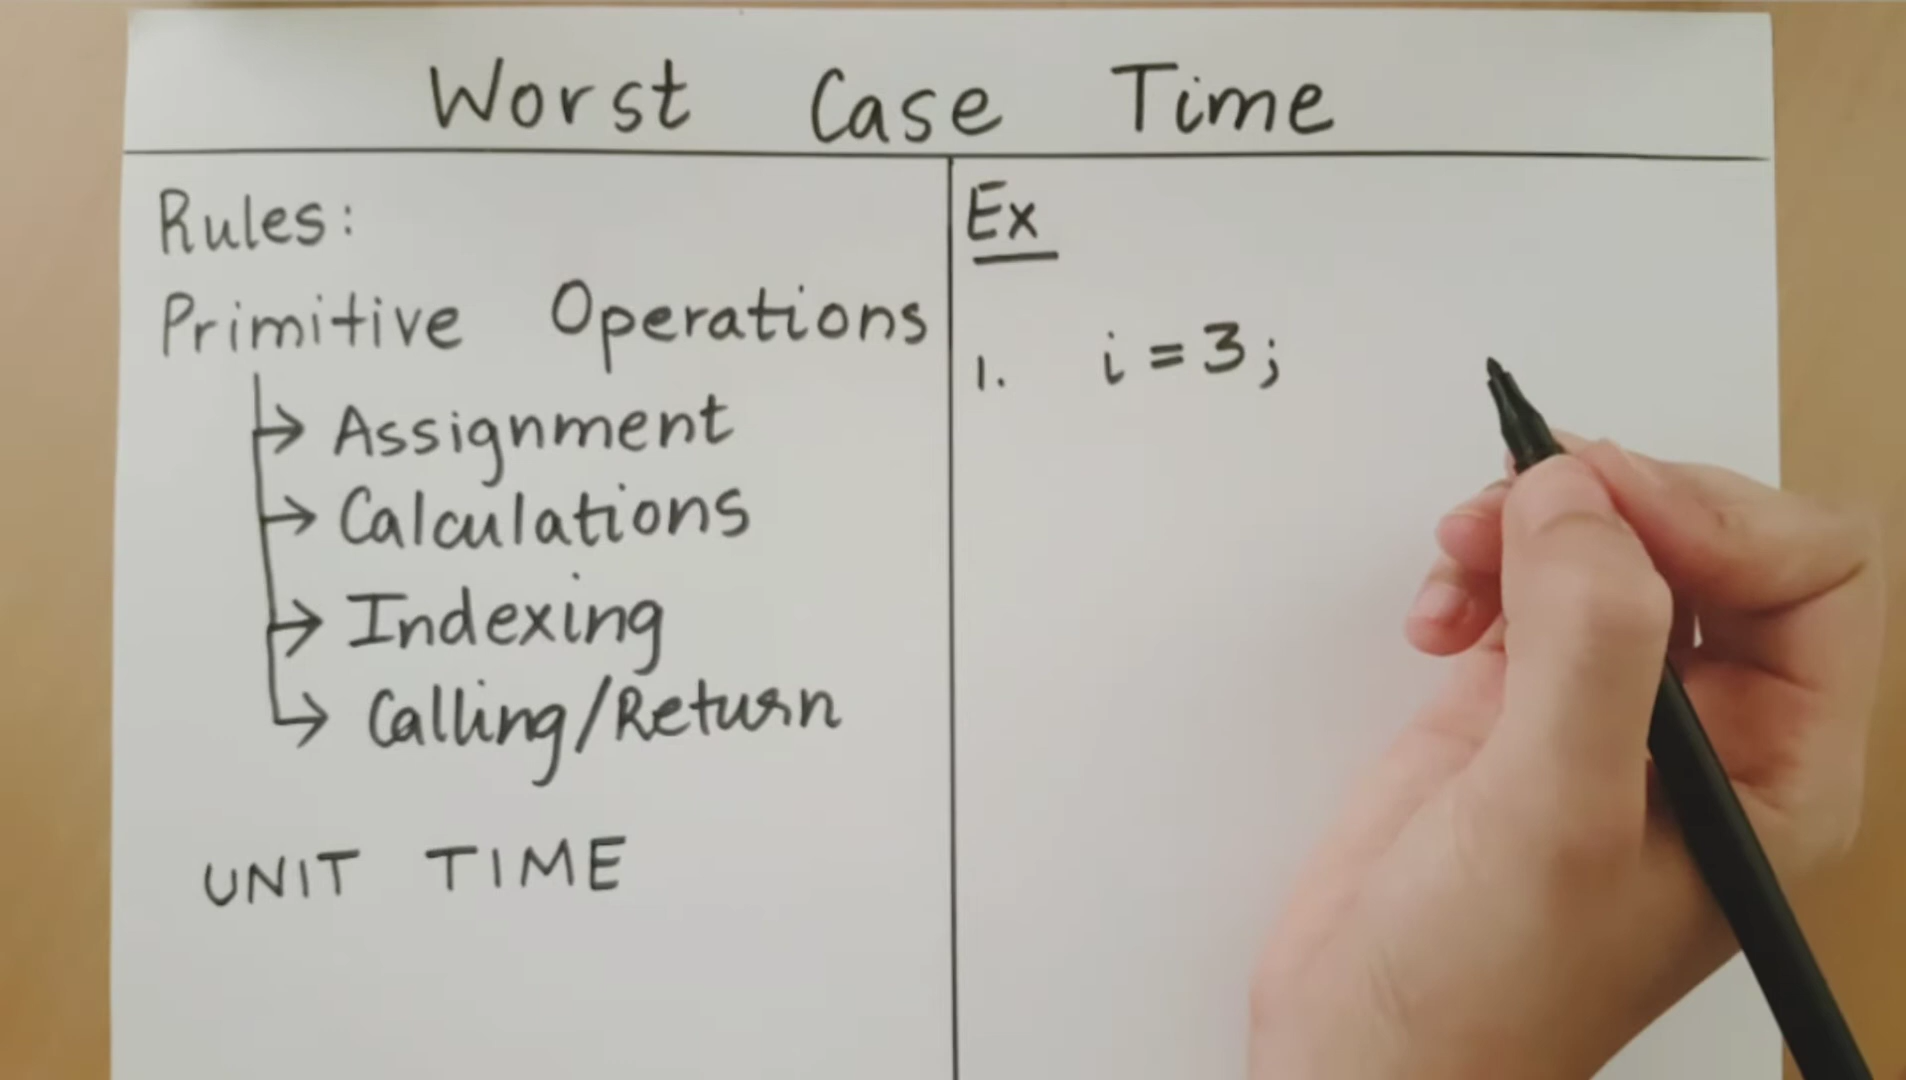 Worst Case Time
Rules:
Primitive Operations
→ Assignment
→ Calculations
→ Indexing
→ Calling/Return
UNIT TIME
Ex
1. i = 3;